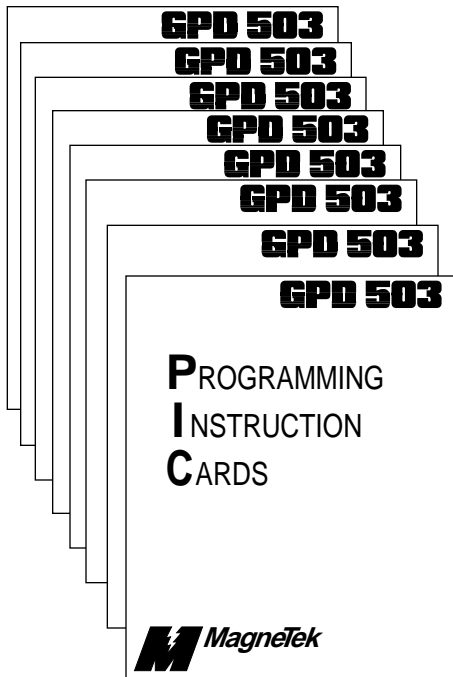 GPD 503
GPD 503
GPD 503
GPD 503
GPD 503
GPD 503
GPD 503
GPD 503
PROGRAMMING
INSTRUCTION
CARDS
MagneTek